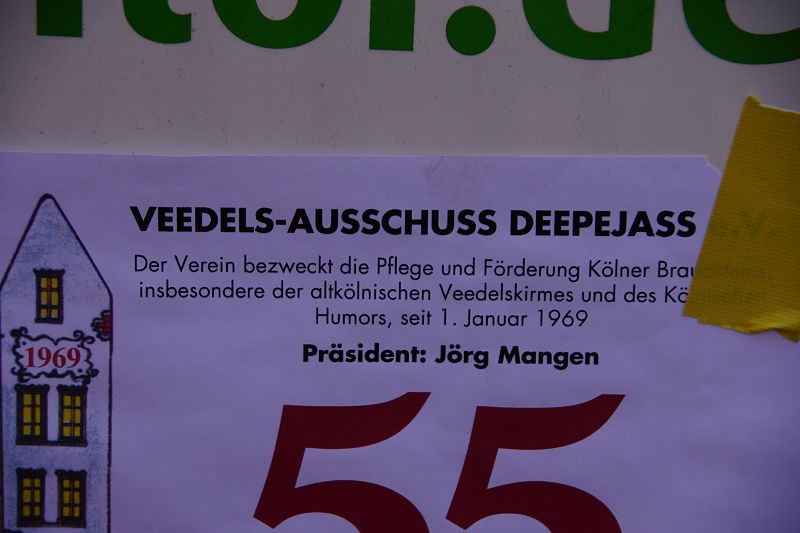 VEEDELS-AUSSCHUSS DEEPEJASS e.V.
Der Verein bezweckt die Pflege und Förderung Kölner
insbesondere der altkölnischen Veedelskirmes und des
Humors, seit 1. Januar 1969
Präsident: Jörg Mangen
1969
55